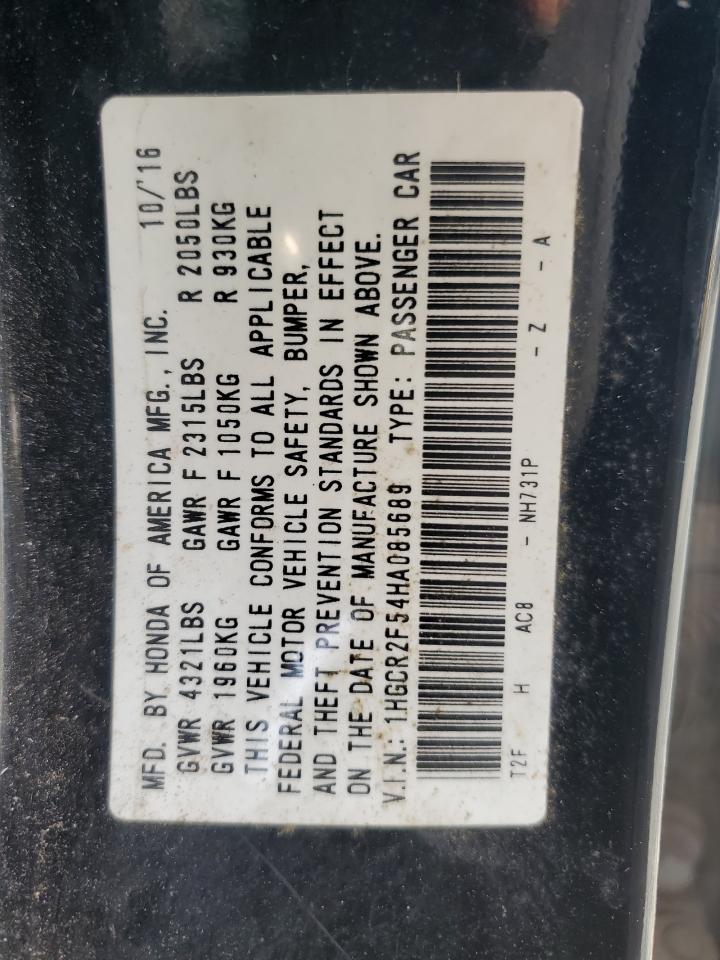 MFD. BY HONDA OF AMERICA MFG., INC. 10/'16
GVWR 4321LBS GAWR F 2315LBS R 2050LBS
GVWR 1960KG GAWR F 1050KG R 930KG
THIS VEHICLE CONFORMS TO ALL APPLICABLE
FEDERAL MOTOR VEHICLE SAFETY, BUMPER,
AND THEFT PREVENTION STANDARDS IN EFFECT
ON THE DATE OF MANUFACTURE SHOWN ABOVE.
V.I.N.: 1HGCR2F54HA085689 TYPE: PASSENGER CAR
T2F H AC8 - NH731P - Z - A